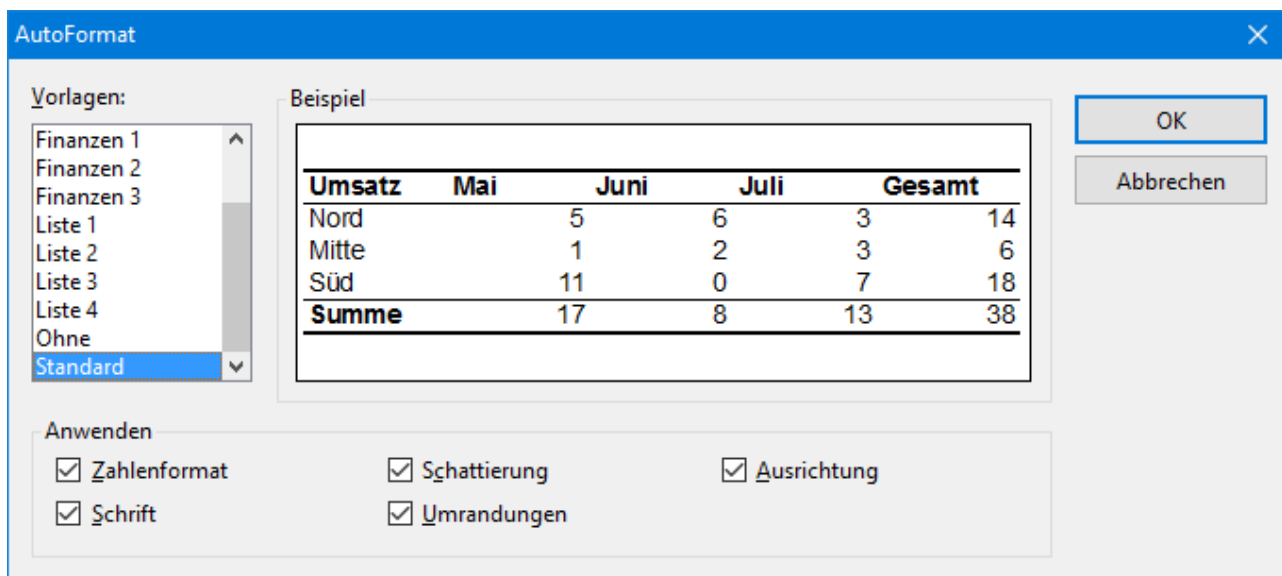 AutoFormat
Vorlagen:
Finanzen 1
Finanzen 2
Finanzen 3
Liste 1
Liste 2
Liste 3
Liste 4
Ohne
Standard
Beispiel
Umsatz Mai Juni Juli Gesamt
Nord 5 6 3 14
Mitte 1 2 3 6
Süd 11 0 7 18
Summe 17 8 13 38
OK
Abbrechen
Anwenden
Zahlenformat Schattierung Ausrichtung
Schrift Umrandungen